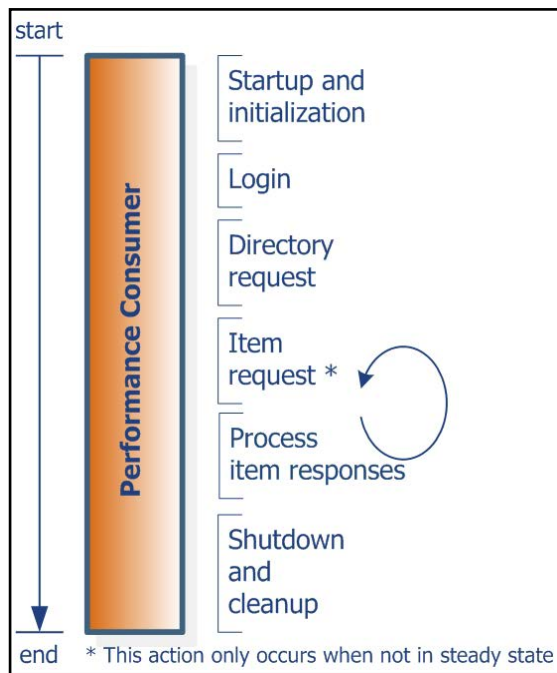 start
Performance Consumer
Startup and
initialization
Login
Directory
request
Item
request *
Process
item responses
Shutdown
and
cleanup
end
* This action only occurs when not in steady state